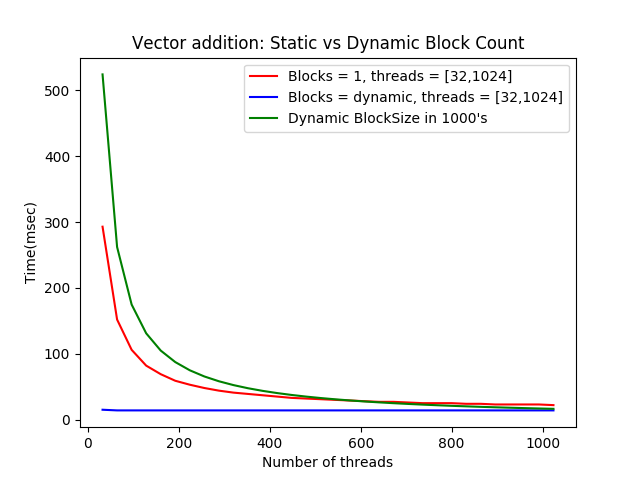 Vector addition: Static vs Dynamic Block Count
Blocks = 1, threads = [32,1024]
Blocks = dynamic, threads = [32,1024]
Dynamic BlockSize in 1000's
Time(msec)
500
400
300
200
100
0
0 200 400 600 800 1000
Number of threads